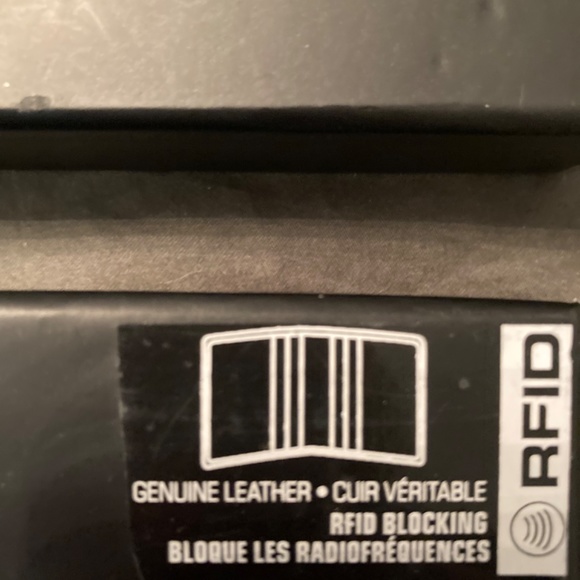 GENUINE LEATHER • CUIR VÉRITABLE
RFID BLOCKING
BLOQUE LES RADIOFRÉQUENCES
RFID